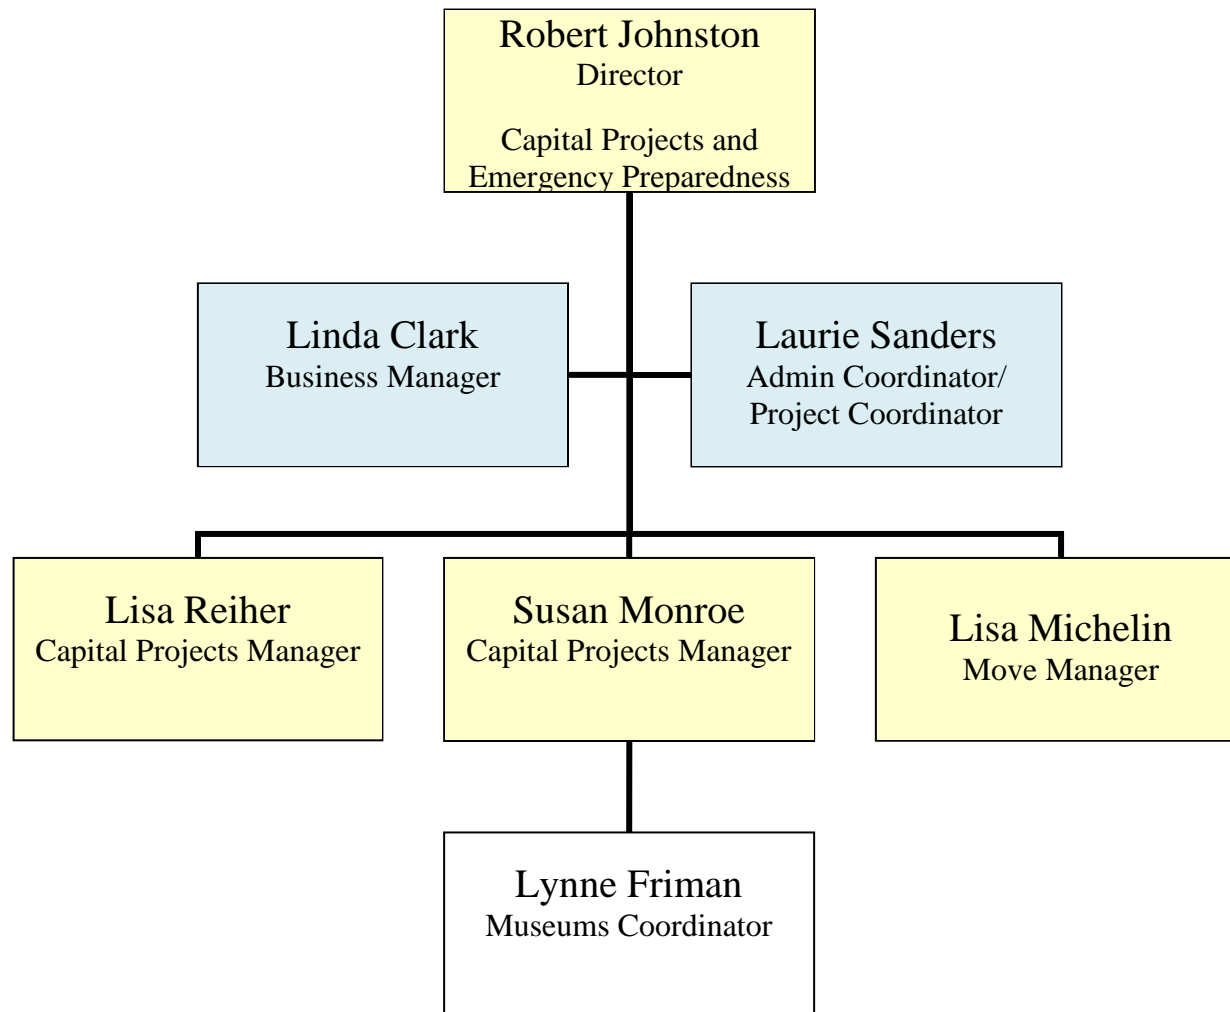 Robert Johnston
Director
Capital Projects and
Emergency Preparedness
Linda Clark
Business Manager
Laurie Sanders
Admin Coordinator/
Project Coordinator
Lisa Reiher
Capital Projects Manager
Susan Monroe
Capital Projects Manager
Lisa Michelin
Move Manager
Lynne Friman
Museums Coordinator